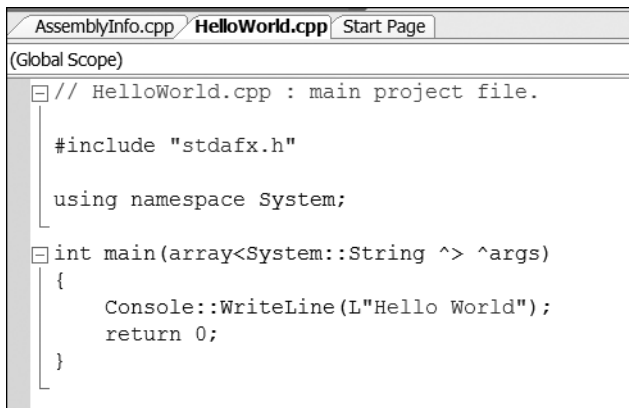 AssemblyInfo.cpp HelloWorld.cpp Start Page
(Global Scope)
// HelloWorld.cpp : main project file.
#include "stdafx.h"
using namespace System;
int main(array<System::String ^> ^args)
{
    Console::WriteLine(L"Hello World");
    return 0;
}